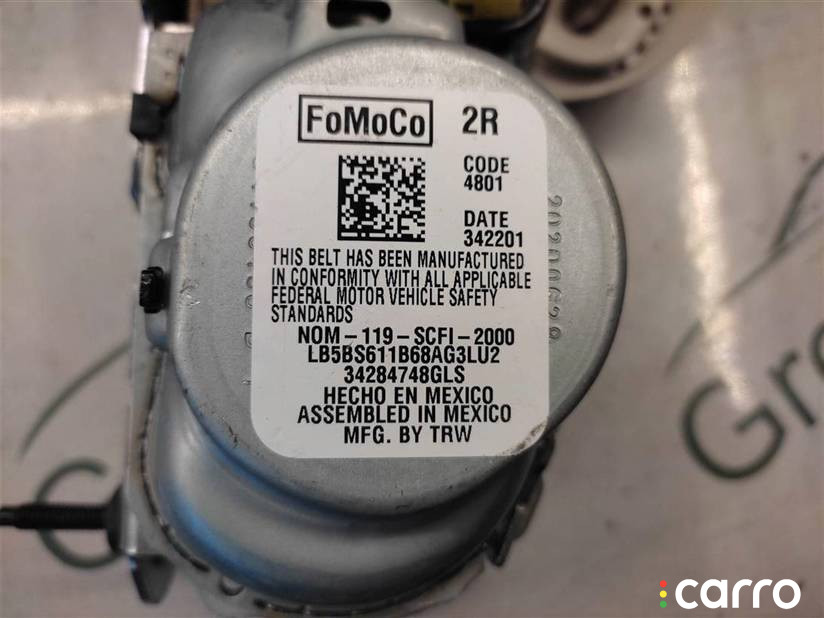 FoMoCo 2R
CODE
4801
DATE
342201
THIS BELT HAS BEEN MANUFACTURED
IN CONFORMITY WITH ALL APPLICABLE
FEDERAL MOTOR VEHICLE SAFETY
STANDARDS
NOM-119-SCFI-2000
LB5BS611B68AG3LU2
34284748GLS
HECHO EN MEXICO
ASSEMBLED IN MEXICO
MFG. BY TRW
Gre
carro